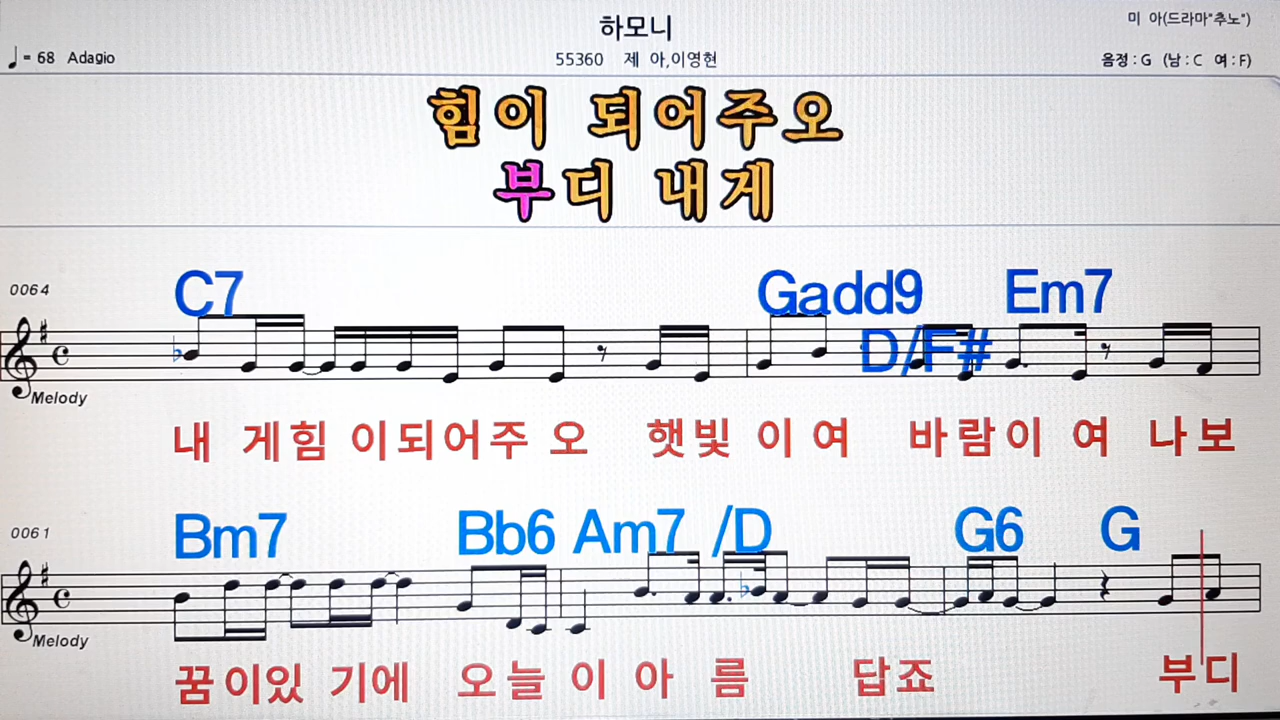 하모니
미 아(드라마"추노")
♩= 68 Adagio
55360 제 아,이영현
음정 : G (남 : C 여 : F)
힘이 되어주오
부디 내게
0064
C7 Gadd9 D/F# Em7
Melody
내 게힘 이되어주 오 햇빛 이 여 바람이 여 나보
0061
Bm7 Bb6 Am7 /D G6 G
Melody
꿈이있 기에 오늘 이 아 름 답죠 부디